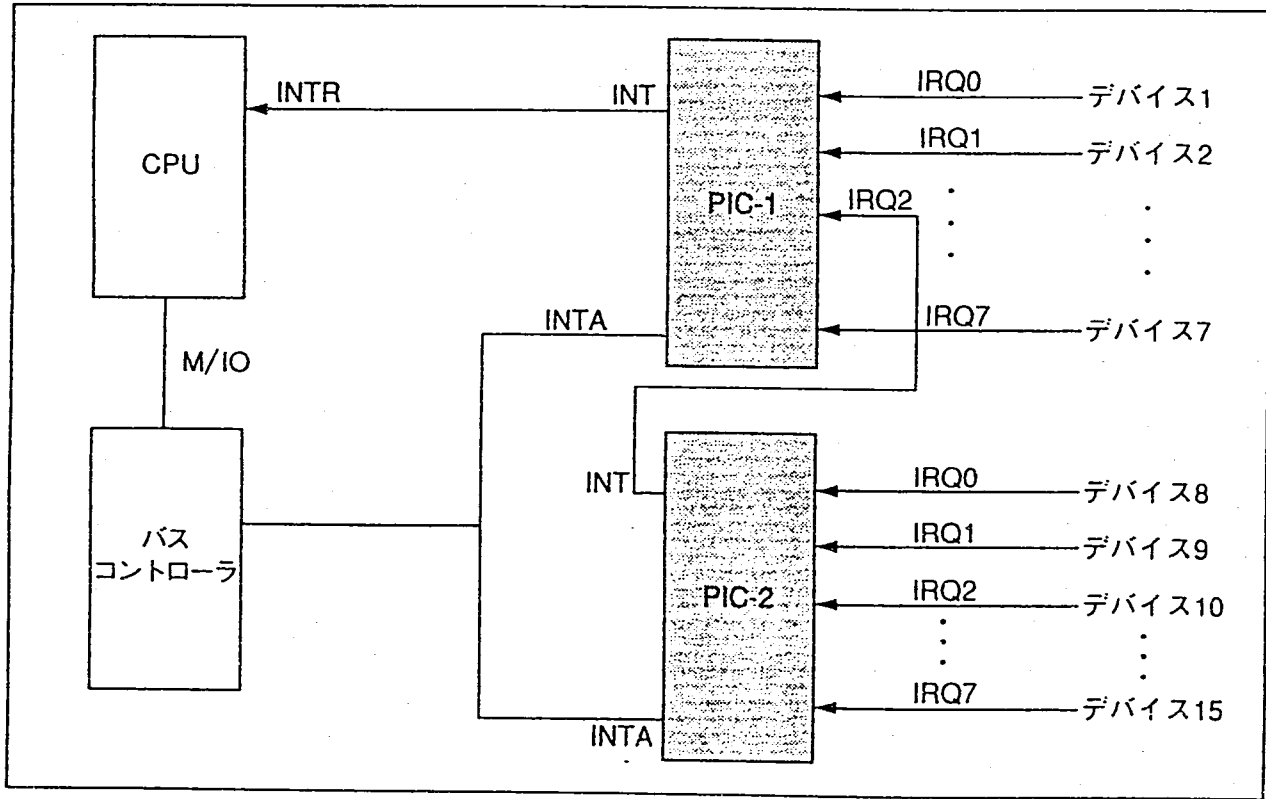 INTR
INT
IRQ0
デバイス1
CPU
IRQ1
デバイス2
PIC-1
IRQ2
INTA
IRQ7
デバイス7
M/IO
INT
IRQ0
デバイス8
バス
コントローラ
IRQ1
デバイス9
PIC-2
IRQ2
デバイス10
IRQ7
デバイス15
INTA